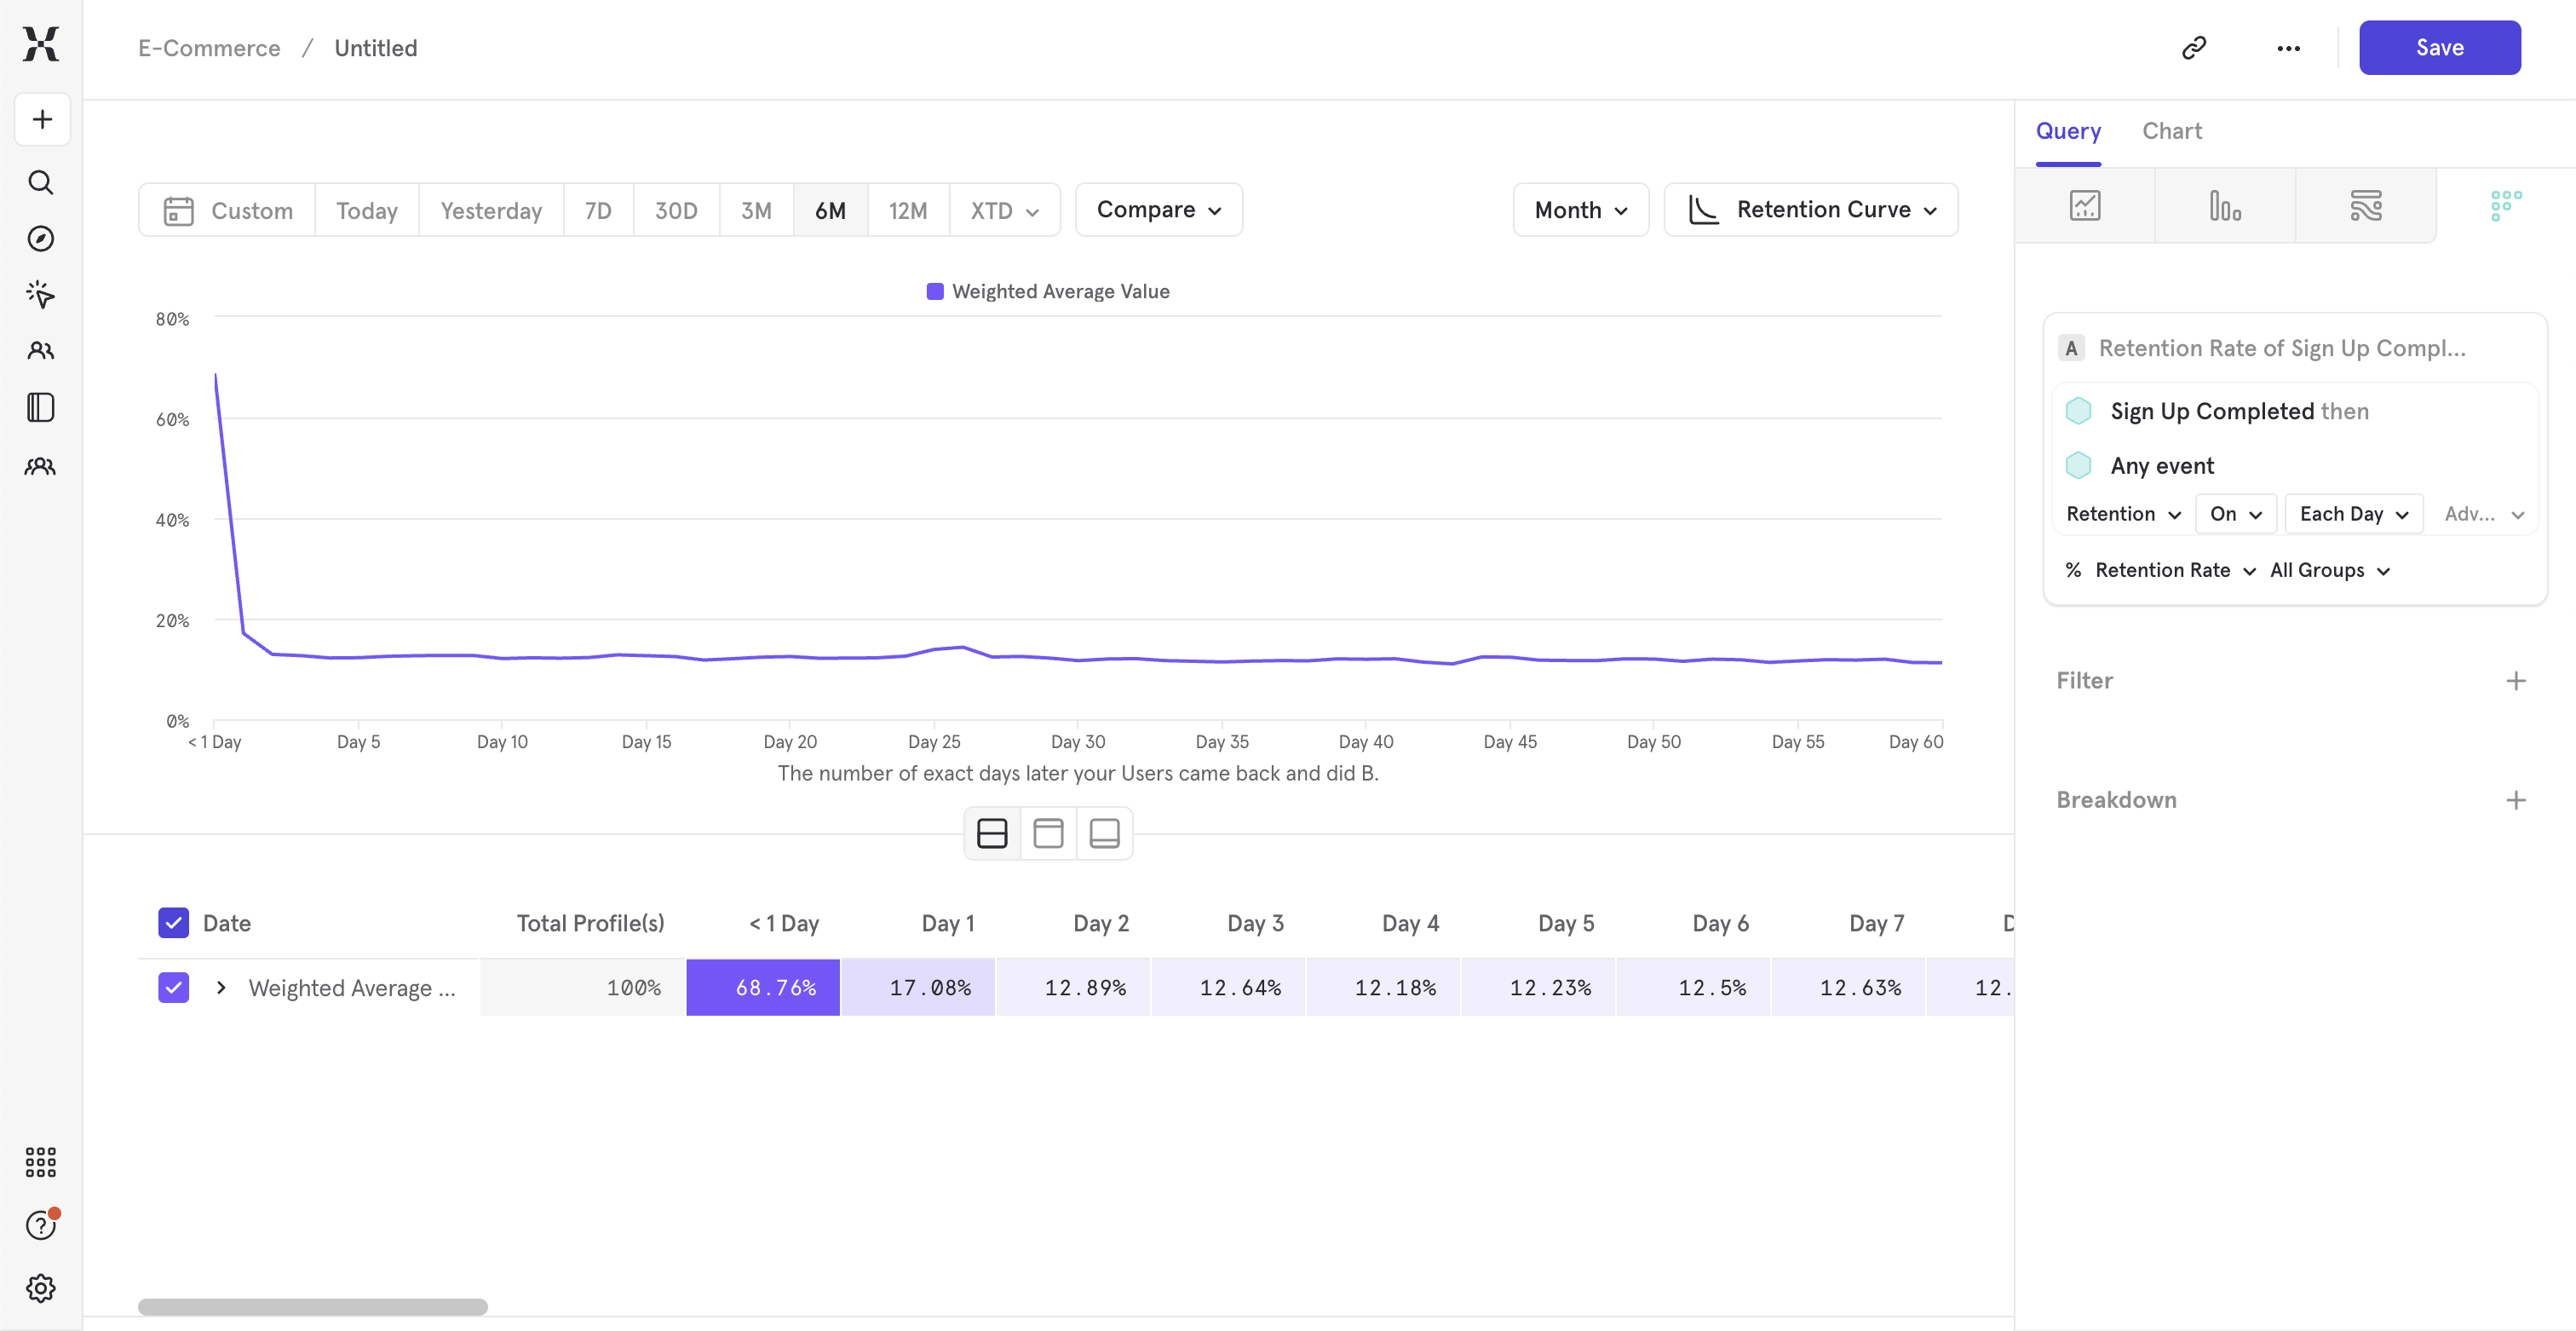 E-Commerce / Untitled
Save
Query Chart
Custom Today Yesterday 7D 30D 3M 6M 12M XTD Compare Month Retention Curve
Weighted Average Value
80%
60%
40%
20%
0%
< 1 Day Day 5 Day 10 Day 15 Day 20 Day 25 Day 30 Day 35 Day 40 Day 45 Day 50 Day 55 Day 60
The number of exact days later your Users came back and did B.
A Retention Rate of Sign Up Compl...
Sign Up Completed then
Any event
Retention On Each Day Adv...
% Retention Rate All Groups
Filter
Breakdown
Date Total Profile(s) < 1 Day Day 1 Day 2 Day 3 Day 4 Day 5 Day 6 Day 7 D
Weighted Average ... 100% 68.76% 17.08% 12.89% 12.64% 12.18% 12.23% 12.5% 12.63% 12.